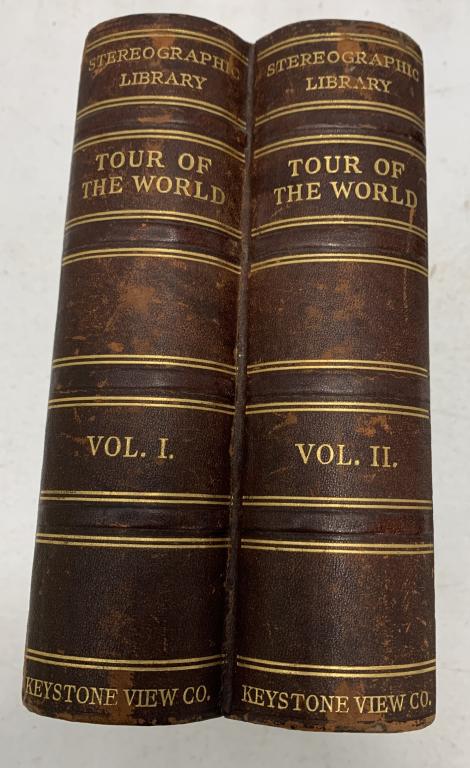 STEREOGRAPHIC
LIBRARY
TOUR OF
THE WORLD
VOL. I.
KEYSTONE VIEW CO.
STEREOGRAPHIC
LIBRARY
TOUR OF
THE WORLD
VOL. II.
KEYSTONE VIEW CO.